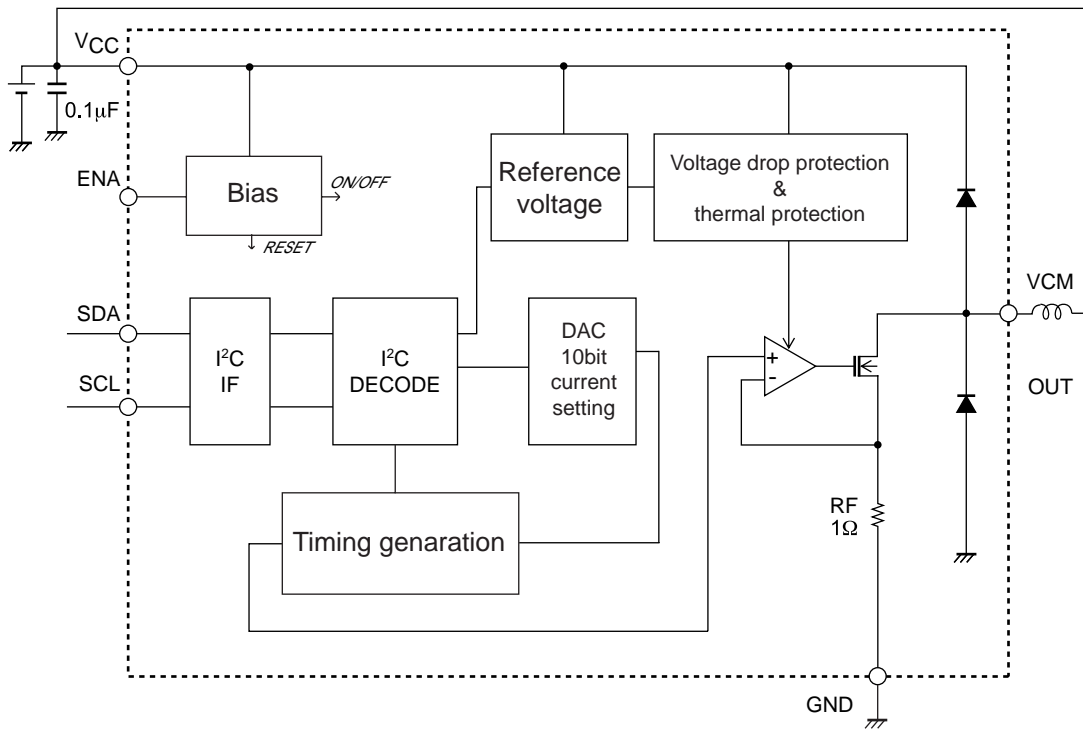 VCC
0.1µF
ENA
Bias
ON/OFF
RESET
Reference
voltage
Voltage drop protection
&
thermal protection
SDA
SCL
I²C
IF
I²C
DECODE
DAC
10bit
current
setting
+
-
VCM
OUT
Timing genaration
RF
1Ω
GND